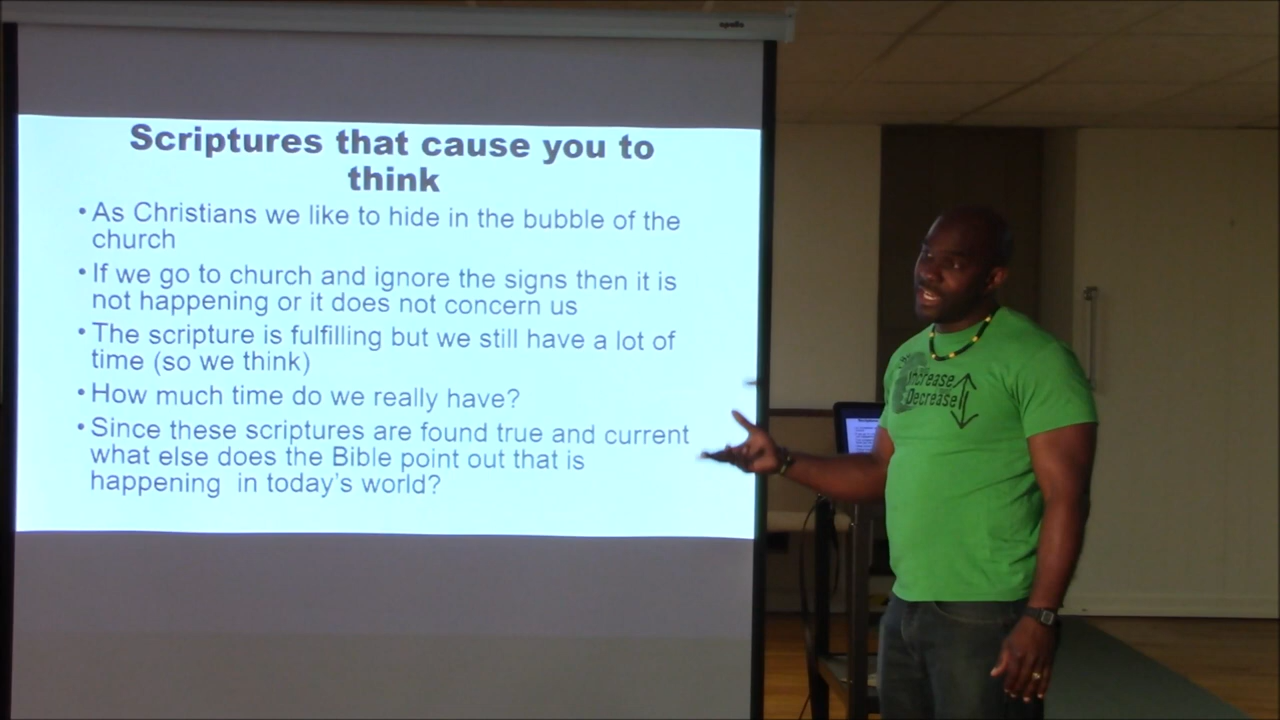 apollo
Scriptures that cause you to
think
• As Christians we like to hide in the bubble of the
church
• If we go to church and ignore the signs then it is
not happening or it does not concern us
• The scripture is fulfilling but we still have a lot of
time (so we think)
• How much time do we really have?
• Since these scriptures are found true and current
what else does the Bible point out that is
happening in today's world?
Increase
Decrease